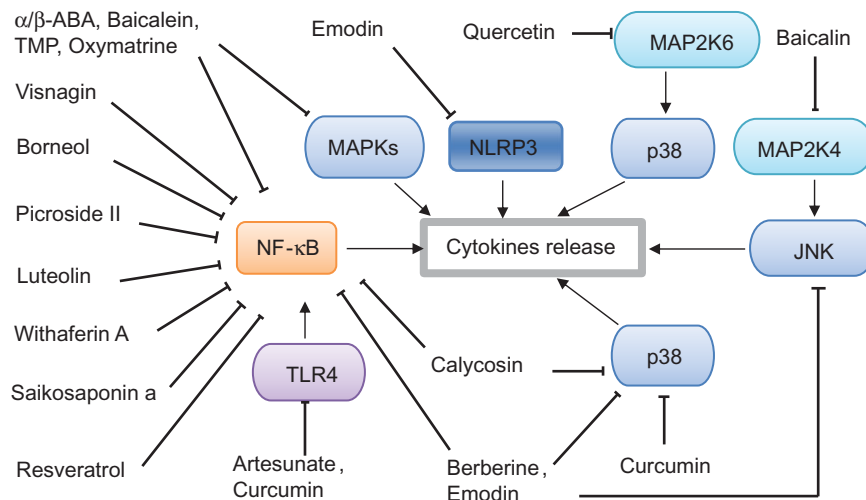 α/β-ABA, Baicalein,
TMP, Oxymatrine
Emodin
Quercetin
MAP2K6
Baicalin
Visnagin
Borneol
MAPKs
NLRP3
p38
MAP2K4
Picroside II
NF-κB
Cytokines release
JNK
Luteolin
Withaferin A
Saikosaponin a
TLR4
Calycosin
p38
Resveratrol
Artesunate,
Curcumin
Berberine,
Emodin
Curcumin